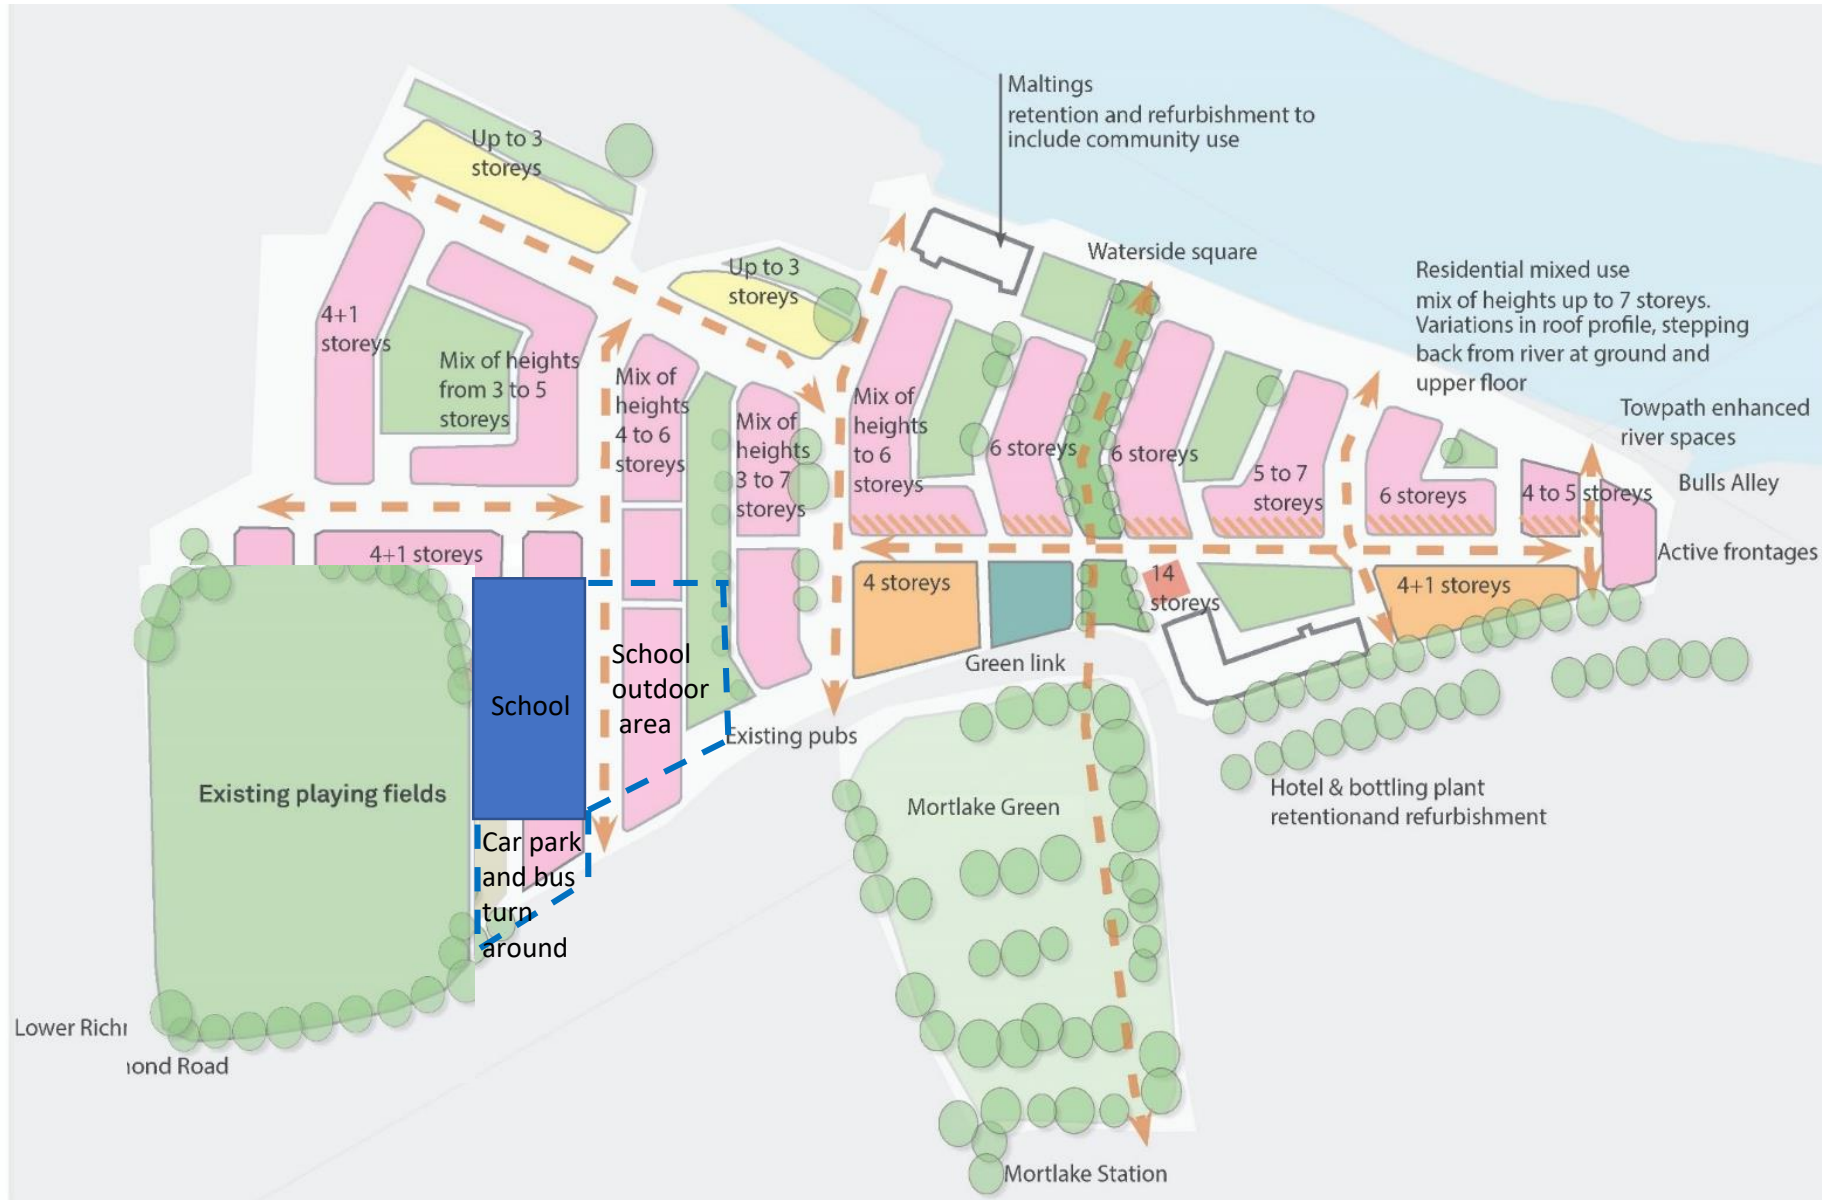 Maltings
retention and refurbishment to
include community use
Up to 3
storeys
Waterside square
Up to 3
storeys
Residential mixed use
mix of heights up to 7 storeys.
Variations in roof profile, stepping
back from river at ground and
upper floor
4+1
storeys
Mix of heights
from 3 to 5
storeys
Mix of
heights
4 to 6
storeys
Mix of
heights
3 to 7
storeys
Mix of
heights
to 6
storeys
6 storeys
6 storeys
5 to 7
storeys
6 storeys
4 to 5 storeys
Towpath enhanced
river spaces
Bulls Alley
Active frontages
4+1 storeys
4 storeys
14
storeys
4+1 storeys
Green link
School
School
outdoor
area
Existing pubs
Existing playing fields
Car park
and bus
turn
around
Mortlake Green
Hotel & bottling plant
retentionand refurbishment
Lower Richr
nond Road
Mortlake Station